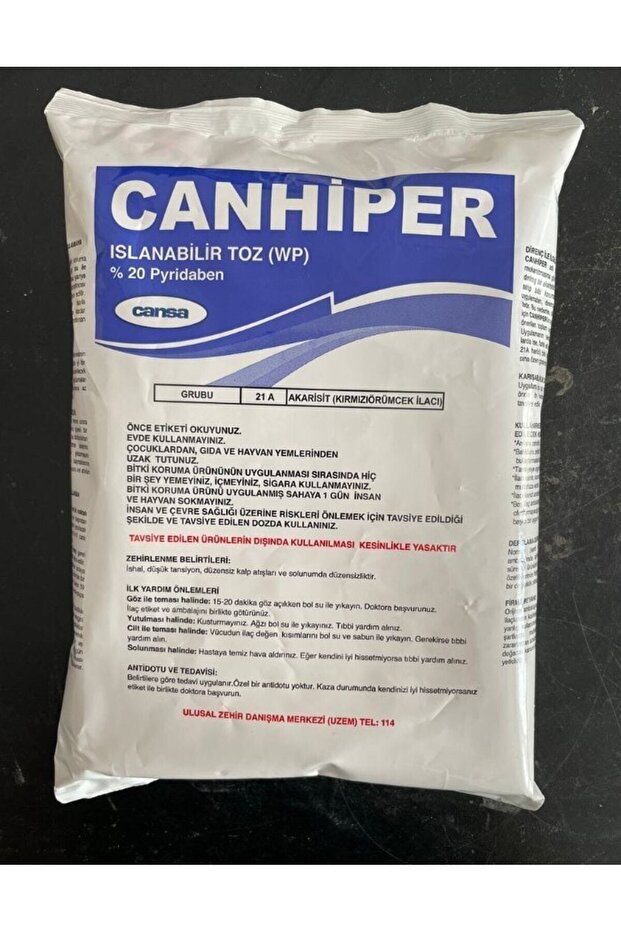 CANHİPER
ISLANABİLİR TOZ (WP)
% 20 Pyridaben
cansa
GRUBU 21 A AKARİSİT (KIRMIZIÖRÜMCEK İLACI)
ÖNCE ETİKETİ OKUYUNUZ.
EVDE KULLANMAYINIZ.
ÇOCUKLARDAN, GIDA VE HAYVAN YEMLERİNDEN
UZAK TUTUNUZ.
BİTKİ KORUMA ÜRÜNÜNÜN UYGULANMASI SIRASINDA HİÇ
BİR ŞEY YEMEYİNİZ, İÇMEYİNİZ, SİGARA KULLANMAYINIZ.
BİTKİ KORUMA ÜRÜNÜ UYGULANMIŞ SAHAYA 1 GÜN İNSAN
VE HAYVAN SOKMAYINIZ.
İNSAN VE ÇEVRE SAĞLIĞI ÜZERİNE RİSKLERİ ÖNLEMEK İÇİN TAVSİYE EDİLDİĞİ
ŞEKİLDE VE TAVSİYE EDİLEN DOZDA KULLANINIZ.
TAVSİYE EDİLEN ÜRÜNLERİN DIŞINDA KULLANILMASI KESİNLİKLE YASAKTIR
ZEHİRLENME BELİRTİLERİ:
İshal, düşük tansiyon, düzensiz kalp atışları ve solunumda düzensizliktir.
İLK YARDIM ÖNLEMLERİ
Göz ile teması halinde: 15-20 dakika göz açıkken bol su ile yıkayın. Doktora başvurunuz.
İlaç etiket ve ambalajını birlikte götürünüz.
Yutulması halinde: Kusturmayınız. Ağzı bol su ile yıkayınız. Tıbbi yardım alınız.
Cilt ile teması halinde: Vücudun ilaç değen kısımlarını bol su ve sabun ile yıkayın. Gerekirse tıbbi
yardım alın.
Solunması halinde: Hastaya temiz hava aldırınız. Eğer kendini iyi hissetmiyorsa tıbbi yardım alınız.
ANTİDOTU VE TEDAVİSİ:
Belirtilere göre tedavi uygulanır.Özel bir antidotu yoktur. Kaza durumunda kendinizi iyi hissetmiyorsanız
etiket ile birlikte doktora başvurun.
ULUSAL ZEHİR DANIŞMA MERKEZİ (UZEM) TEL: 114